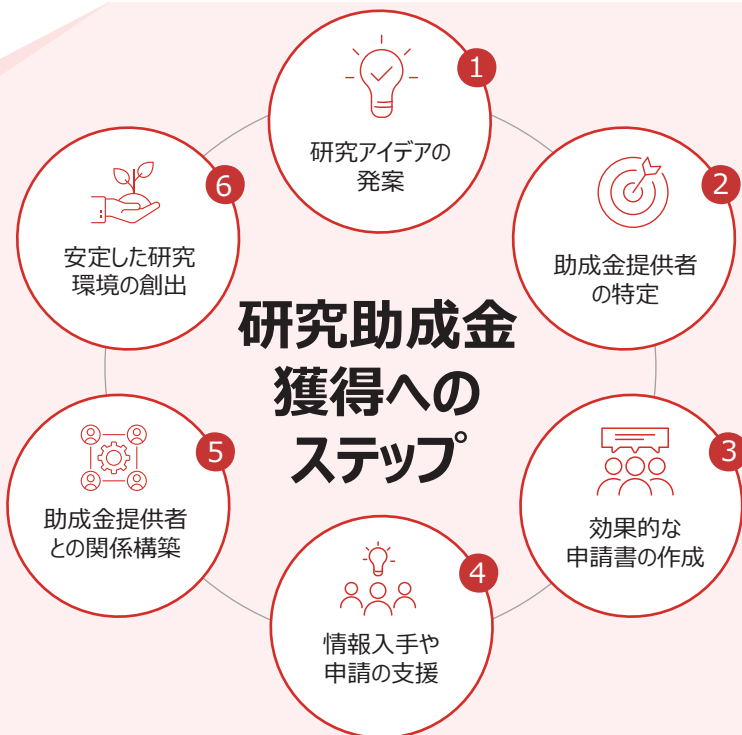 研究助成金
獲得への
ステップ
1
研究アイデアの
発案
2
助成金提供者
の特定
3
効果的な
申請書の作成
4
情報入手や
申請の支援
5
助成金提供者
との関係構築
6
安定した研究
環境の創出